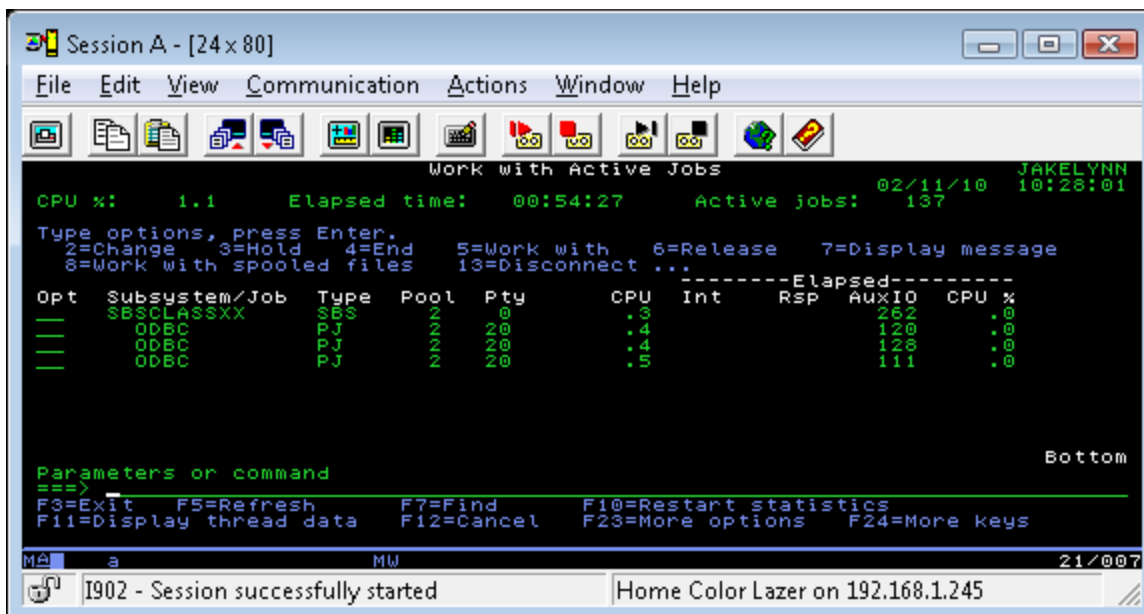 Session A - [24 x 80]
File Edit View Communication Actions Window Help
Work with Active Jobs JAKELYNN
02/11/10 10:28:01
CPU %: 1.1 Elapsed time: 00:54:27 Active jobs: 137
Type options, press Enter.
2=Change 3=Hold 4=End 5=Work with 6=Release 7=Display message
8=Work with spooled files 13=Disconnect ...
--------Elapsed---------
Opt Subsystem/Job Type Pool Pty CPU Int Rsp AuxIO CPU %
SBSCLASSXX SBS 2 0 .3 262 .0
ODBC PJ 2 20 .4 120 .0
ODBC PJ 2 20 .4 128 .0
ODBC PJ 2 20 .5 111 .0
Bottom
Parameters or command
===>
F3=Exit F5=Refresh F7=Find F10=Restart statistics
F11=Display thread data F12=Cancel F23=More options F24=More keys
MA a MW 21/007
I902 - Session successfully started Home Color Lazer on 192.168.1.245